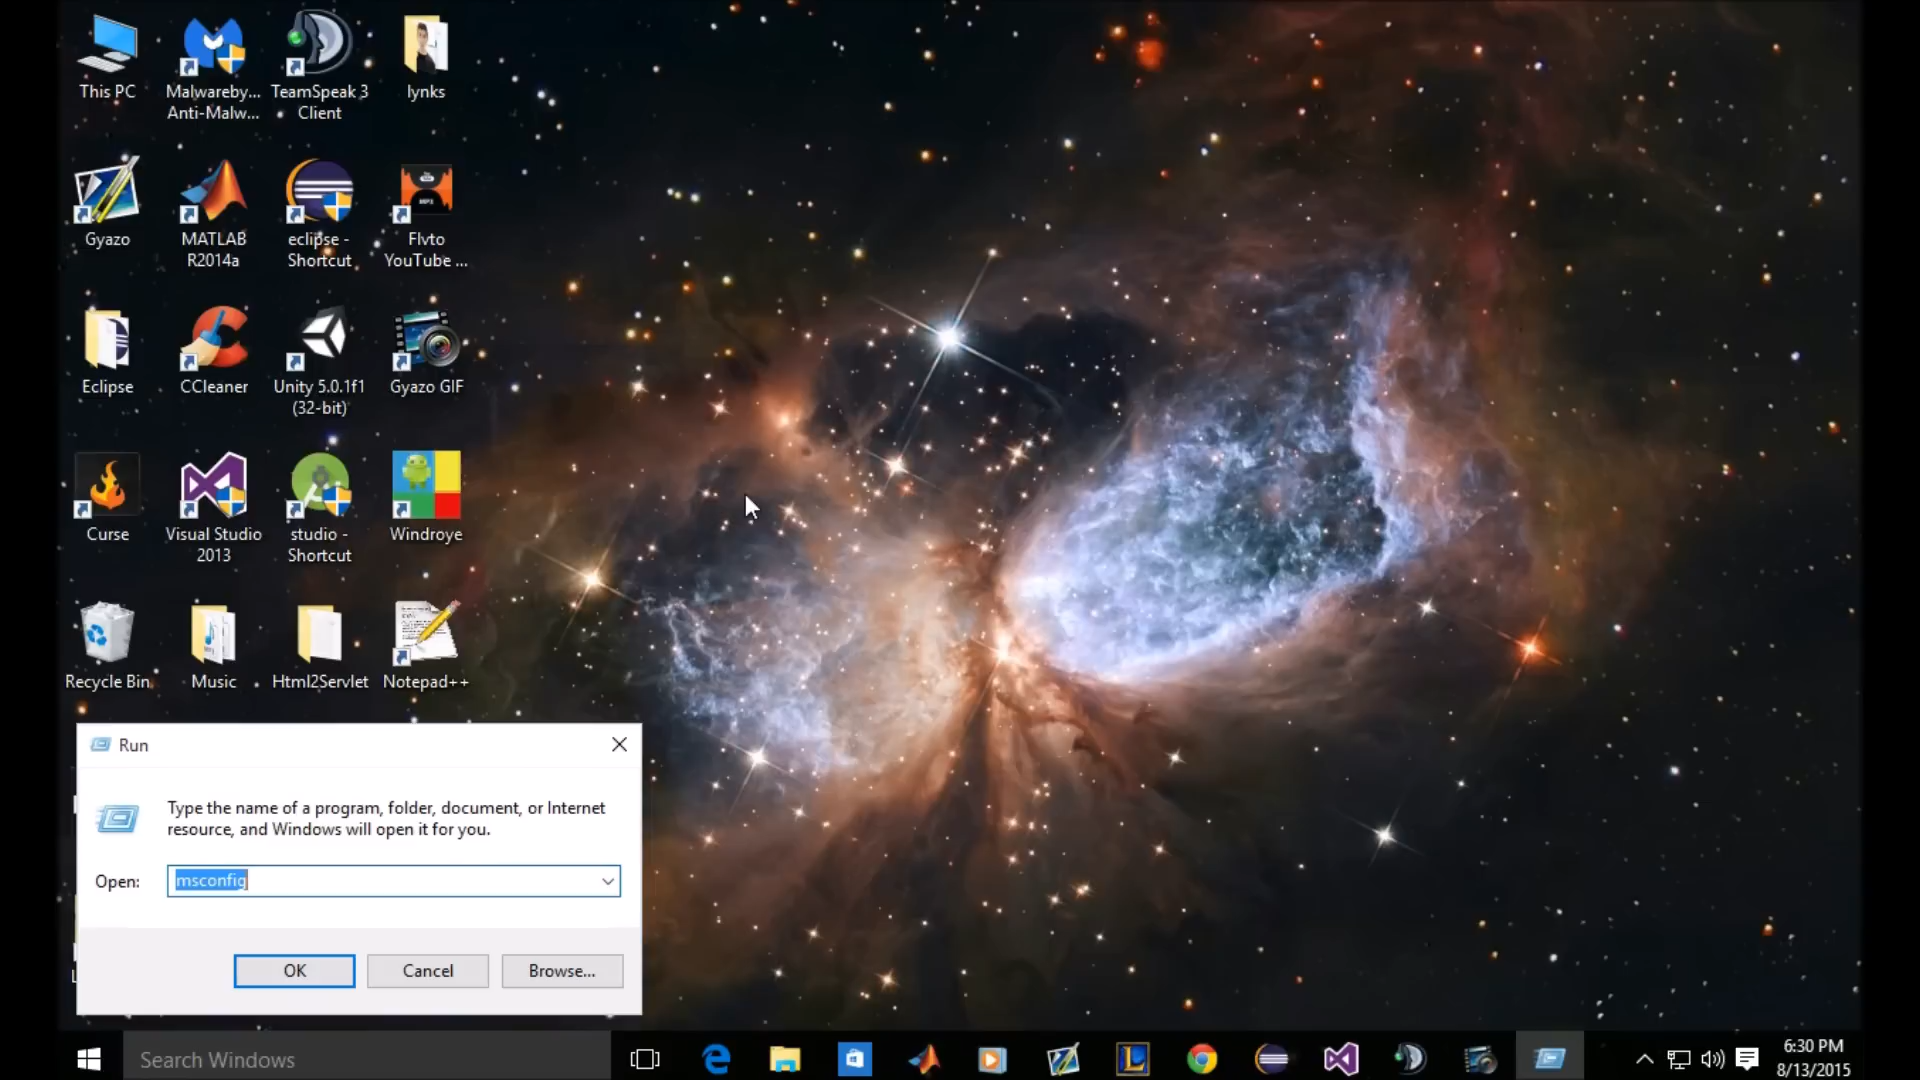 This PC
Malwareby...
Anti-Malw...
TeamSpeak 3
Client
lynks
Gyazo
MATLAB
R2014a
eclipse -
Shortcut
Flvto
YouTube ...
Eclipse
CCleaner
Unity 5.0.1f1
(32-bit)
Gyazo GIF
Curse
Visual Studio
2013
studio -
Shortcut
Windroye
Recycle Bin
Music
Html2Servlet
Notepad++
Run
Type the name of a program, folder, document, or Internet
resource, and Windows will open it for you.
Open:
msconfig
OK
Cancel
Browse...
Search Windows
6:30 PM
8/13/2015